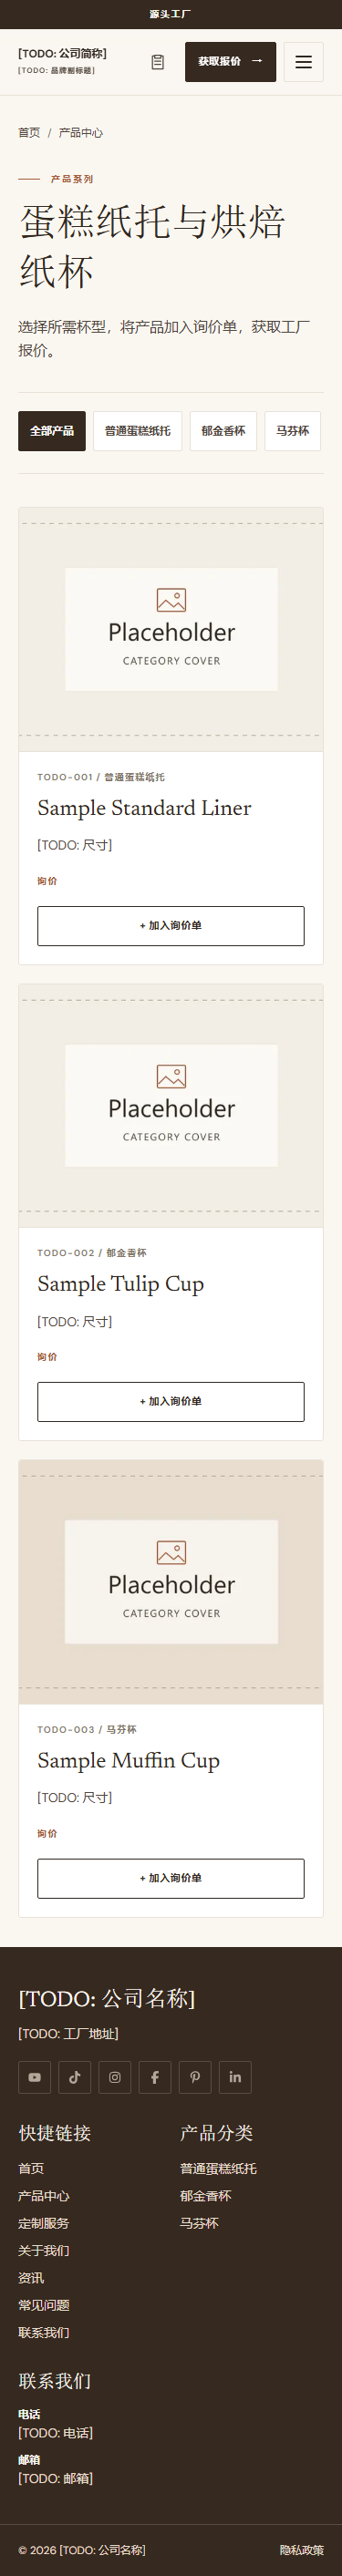 源头工厂
[TODO: 公司简称]
[TODO: 品牌副标题]
获取报价 →
首页 / 产品中心
产品系列
蛋糕纸托与烘焙
纸杯
选择所需杯型，将产品加入询价单，获取工厂
报价。
全部产品 普通蛋糕纸托 郁金香杯 马芬杯
Placeholder
CATEGORY COVER
TODO-001 / 普通蛋糕纸托
Sample Standard Liner
[TODO: 尺寸]
询价
+ 加入询价单
Placeholder
CATEGORY COVER
TODO-002 / 郁金香杯
Sample Tulip Cup
[TODO: 尺寸]
询价
+ 加入询价单
Placeholder
CATEGORY COVER
TODO-003 / 马芬杯
Sample Muffin Cup
[TODO: 尺寸]
询价
+ 加入询价单
[TODO: 公司名称]
[TODO: 工厂地址]
快捷链接
首页
产品中心
定制服务
关于我们
资讯
常见问题
联系我们
产品分类
普通蛋糕纸托
郁金香杯
马芬杯
联系我们
电话
[TODO: 电话]
邮箱
[TODO: 邮箱]
© 2026 [TODO: 公司名称]
隐私政策